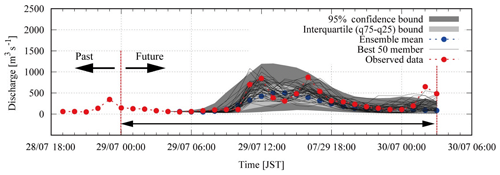 95% confidence bound
Interquartile (q75-q25) bound
Ensemble mean
Best 50 member
Observed data
Past
Future
Discharge [m³ s⁻¹]
2500
2000
1500
1000
500
0
28/07 18:00
29/07 00:00
29/07 06:00
29/07 12:00
07/29 18:00
30/07 00:00
30/07 06:00
Time [JST]